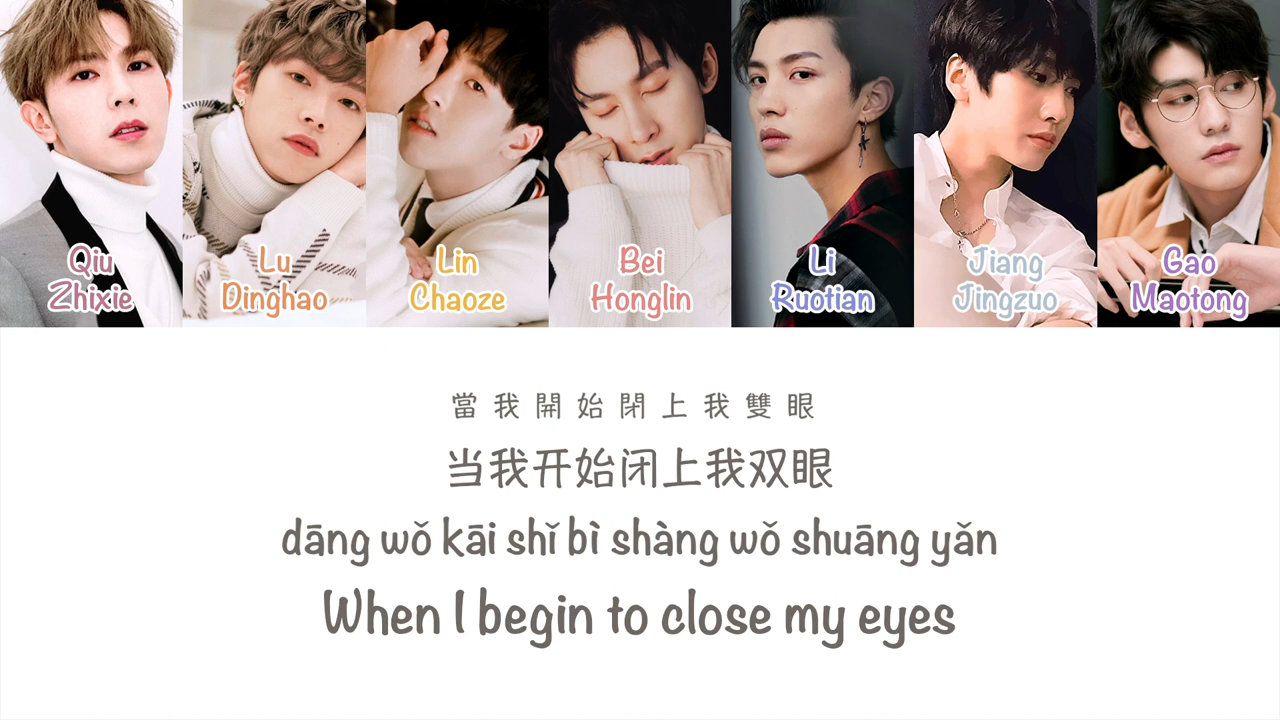 Qiu
Zhixie
Lu
Dinghao
Lin
Chaoze
Bei
Honglin
Li
Ruotian
Jiang
Jingzuo
Gao
Maotong
當我開始閉上我雙眼
当我开始闭上我双眼
dāng wǒ kāi shǐ bì shàng wǒ shuāng yǎn
When I begin to close my eyes